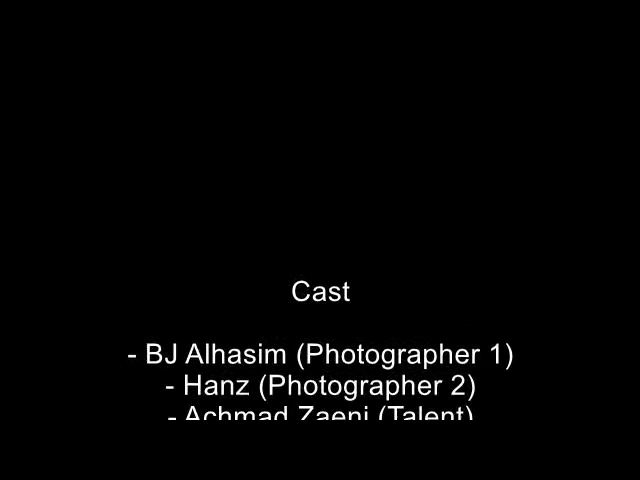 Cast
- BJ Alhasim (Photographer 1)
- Hanz (Photographer 2)
- Achmad Zaeni (Talent)